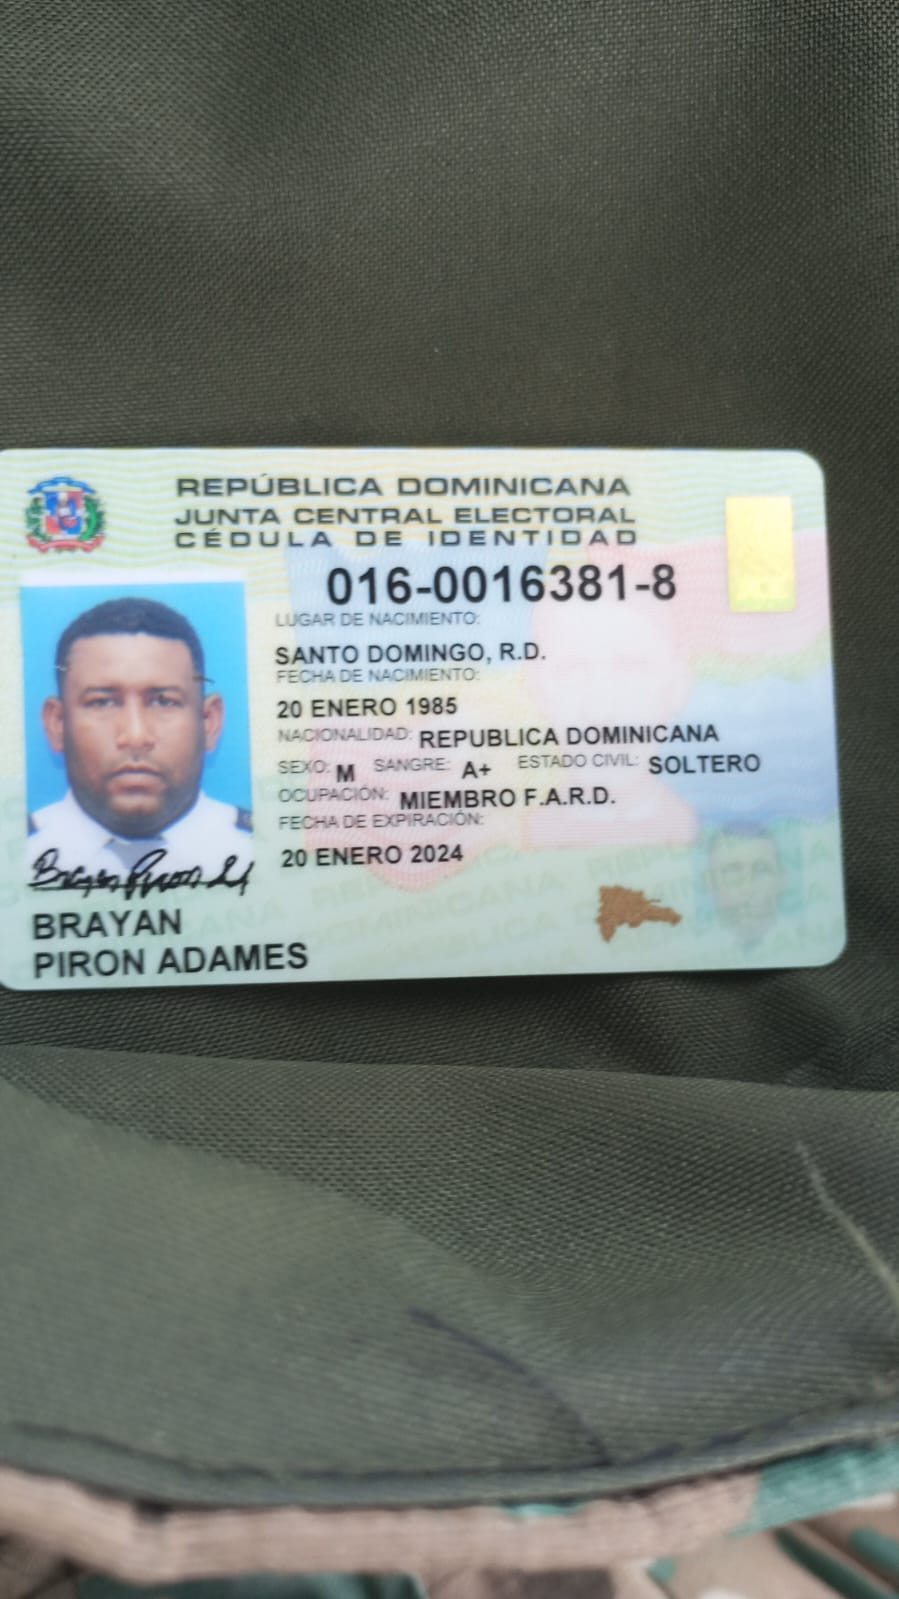 REPÚBLICA DOMINICANA
JUNTA CENTRAL ELECTORAL
CÉDULA DE IDENTIDAD
016-0016381-8
LUGAR DE NACIMIENTO:
SANTO DOMINGO, R.D.
FECHA DE NACIMIENTO:
20 ENERO 1985
NACIONALIDAD: REPUBLICA DOMINICANA
SEXO: M SANGRE: A+ ESTADO CIVIL: SOLTERO
OCUPACIÓN: MIEMBRO F.A.R.D.
FECHA DE EXPIRACIÓN:
20 ENERO 2024
BRAYAN
PIRON ADAMES